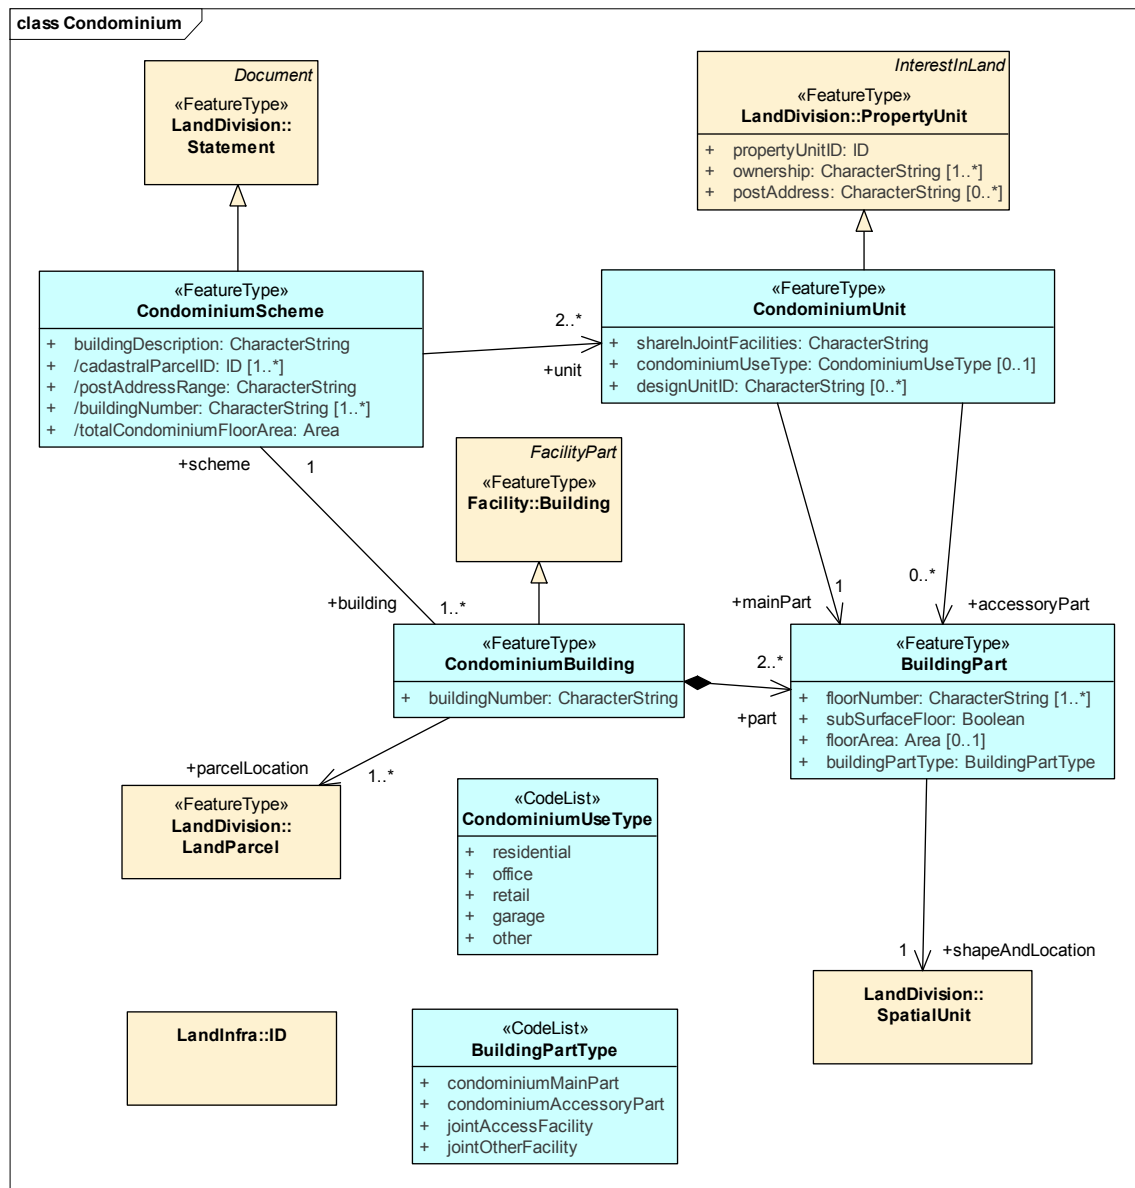 class Condominium
Document
«FeatureType»
LandDivision::
Statement
InterestInLand
«FeatureType»
LandDivision::PropertyUnit
+ propertyUnitID: ID
+ ownership: CharacterString [1..*]
+ postAddress: CharacterString [0..*]
«FeatureType»
CondominiumScheme
+ buildingDescription: CharacterString
+ /cadastralParcelID: ID [1..*]
+ /postAddressRange: CharacterString
+ /buildingNumber: CharacterString [1..*]
+ /totalCondominiumFloorArea: Area
2..*
+unit
«FeatureType»
CondominiumUnit
+ shareInJointFacilities: CharacterString
+ condominiumUseType: CondominiumUseType [0..1]
+ designUnitID: CharacterString [0..*]
+scheme
1
FacilityPart
«FeatureType»
Facility::Building
+building
1..*
+mainPart
1
0..*
+accessoryPart
«FeatureType»
CondominiumBuilding
+ buildingNumber: CharacterString
2..*
+part
«FeatureType»
BuildingPart
+ floorNumber: CharacterString [1..*]
+ subSurfaceFloor: Boolean
+ floorArea: Area [0..1]
+ buildingPartType: BuildingPartType
+parcelLocation
1..*
«FeatureType»
LandDivision::
LandParcel
«CodeList»
CondominiumUseType
+ residential
+ office
+ retail
+ garage
+ other
1
+shapeAndLocation
LandDivision::
SpatialUnit
LandInfra::ID
«CodeList»
BuildingPartType
+ condominiumMainPart
+ condominiumAccessoryPart
+ jointAccessFacility
+ jointOtherFacility